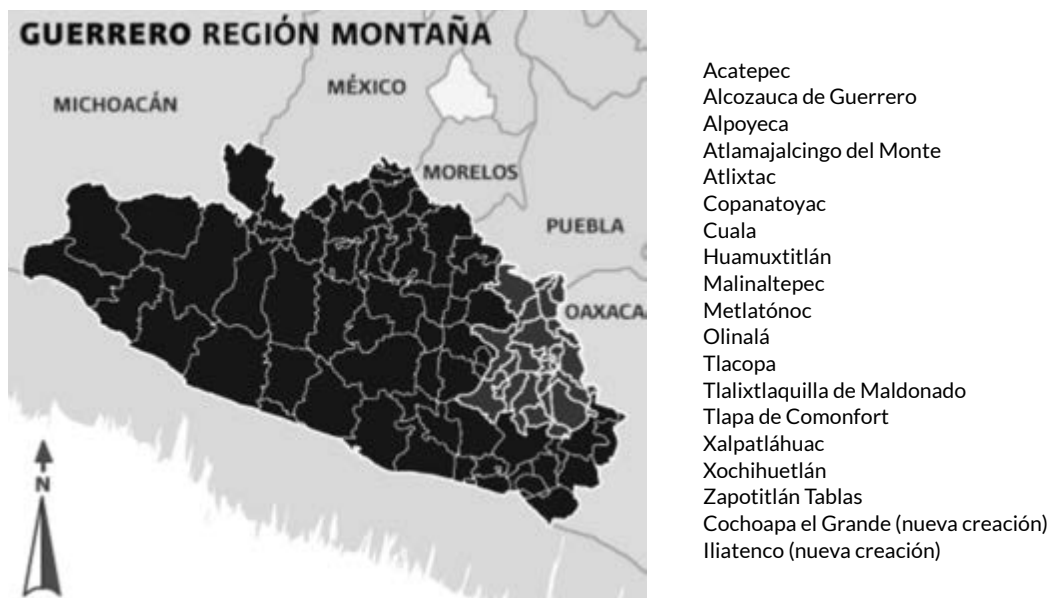 GUERRERO REGIÓN MONTAÑA
MICHOACÁN
MÉXICO
MORELOS
PUEBLA
OAXACA
N
Acatepec
Alcozauca de Guerrero
Alpoyeca
Atlamajalcingo del Monte
Atlixtac
Copanatoyac
Cuala
Huamuxtitlán
Malinaltepec
Metlatónoc
Olinalá
Tlacopa
Tlalixtlaquilla de Maldonado
Tlapa de Comonfort
Xalpatláhuac
Xochihuetlán
Zapotitlán Tablas
Cochoapa el Grande (nueva creación)
Iliatenco (nueva creación)